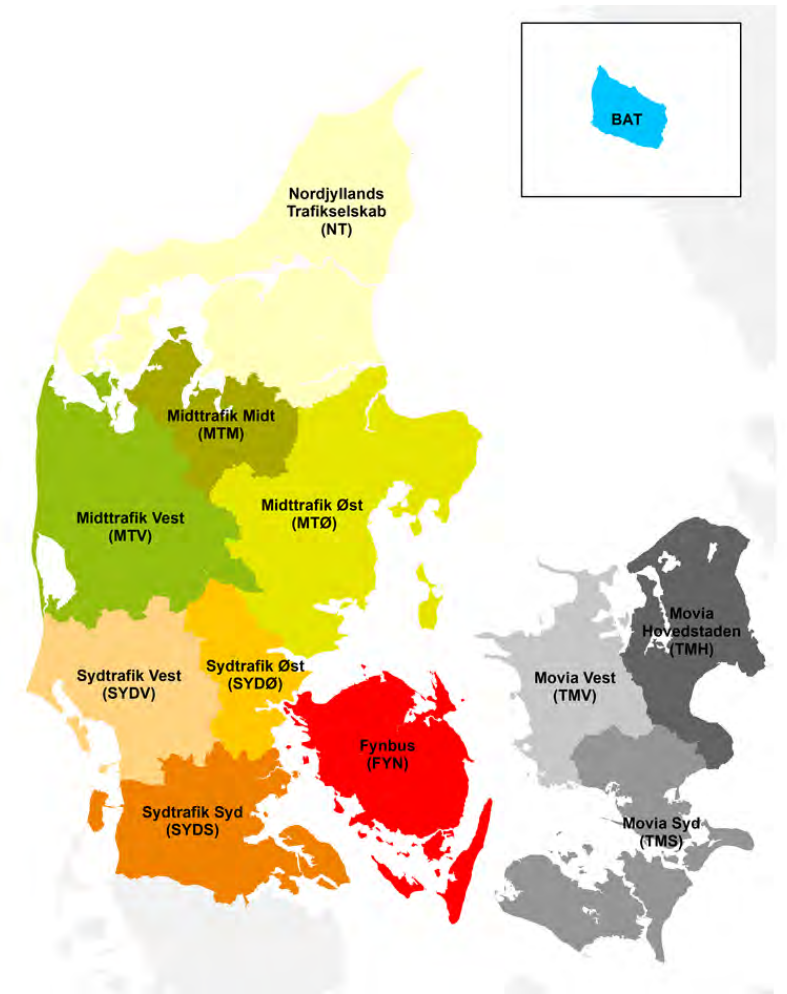 BAT
Nordjyllands
Trafikselskab
(NT)
Midttrafik Midt
(MTM)
Midttrafik Øst
(MTØ)
Midttrafik Vest
(MTV)
Movia
Hovedstaden
(TMH)
Sydtrafik Øst
(SYDØ)
Sydtrafik Vest
(SYDV)
Movia Vest
(TMV)
Fynbus
(FYN)
Sydtrafik Syd
(SYDS)
Movia Syd
(TMS)